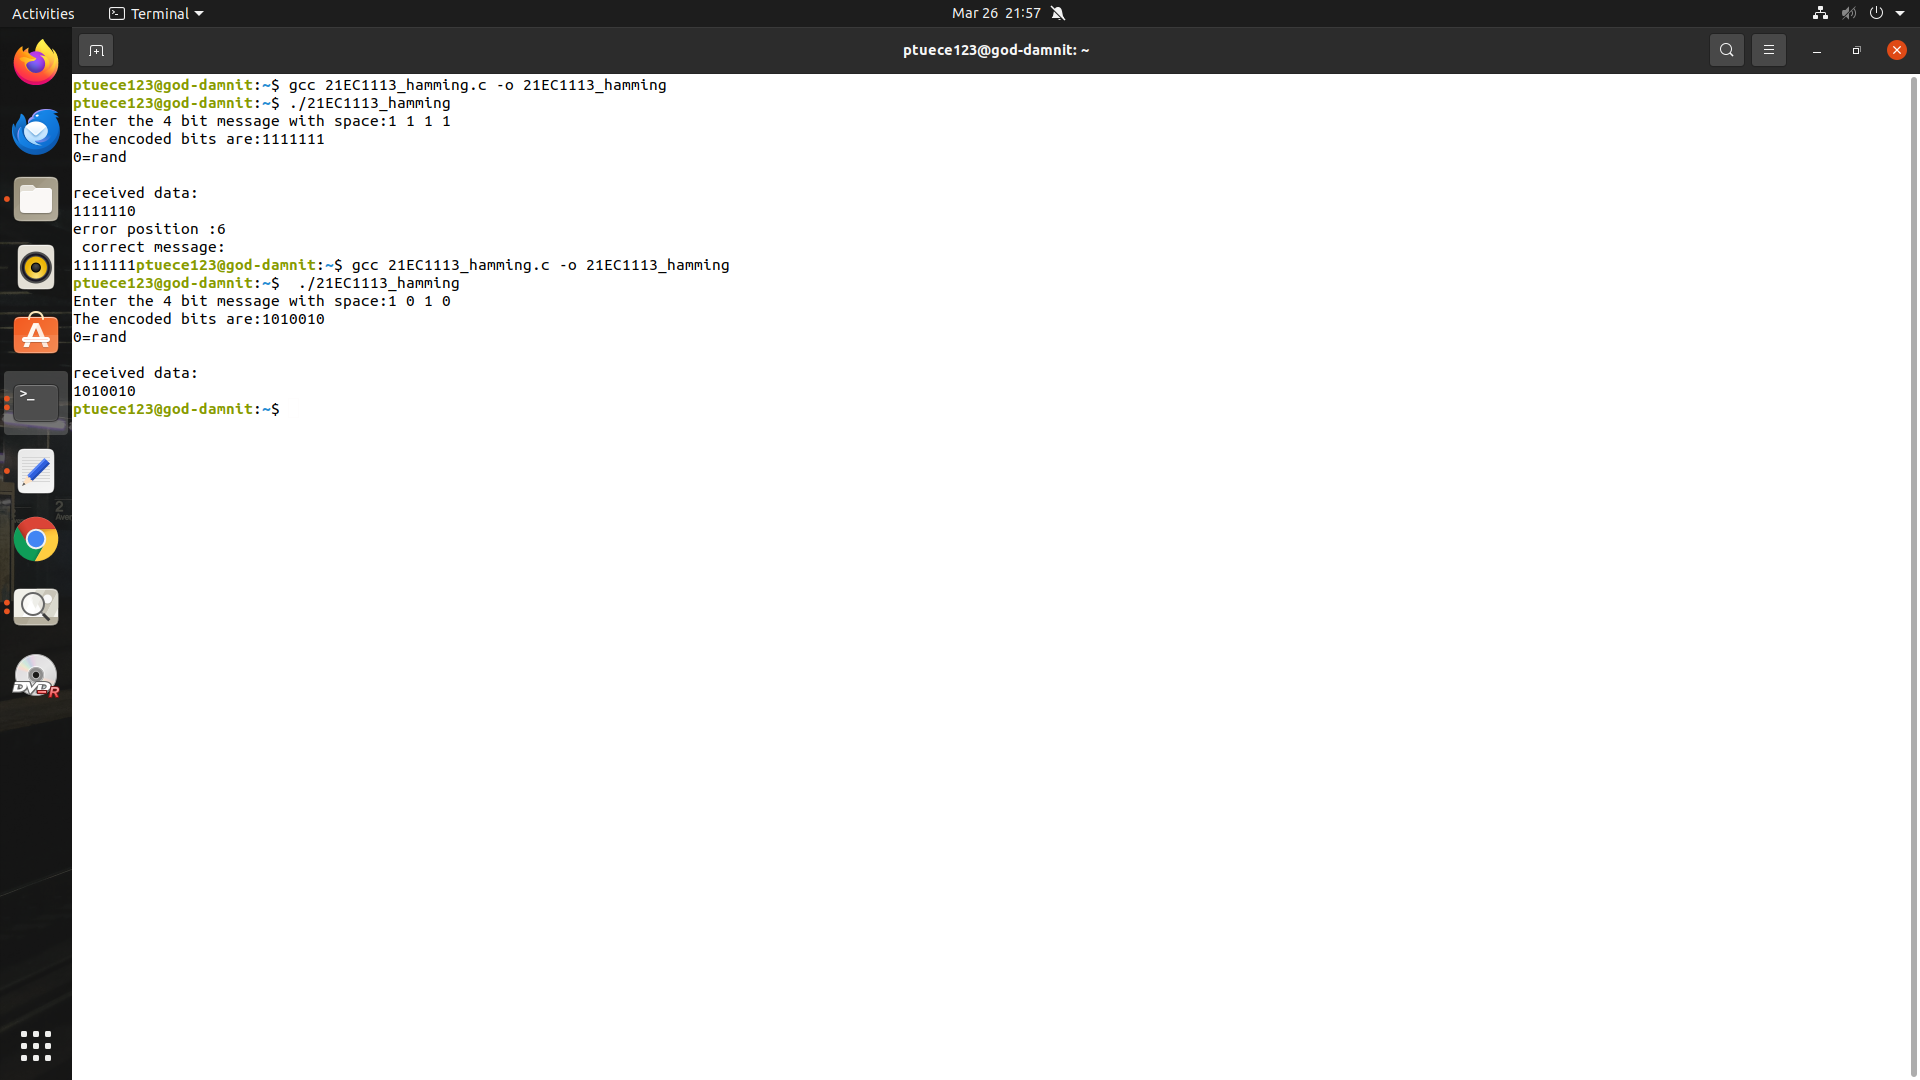 Activities
Terminal
Mar 26 21:57
ptuece123@god-damnit: ~
ptuece123@god-damnit:~$ gcc 21EC1113_hamming.c -o 21EC1113_hamming
ptuece123@god-damnit:~$ ./21EC1113_hamming
Enter the 4 bit message with space:1 1 1 1
The encoded bits are:1111111
0=rand
received data:
1111110
error position :6
 correct message:
1111111ptuece123@god-damnit:~$ gcc 21EC1113_hamming.c -o 21EC1113_hamming
ptuece123@god-damnit:~$  ./21EC1113_hamming
Enter the 4 bit message with space:1 0 1 0
The encoded bits are:1010010
0=rand
received data:
1010010
ptuece123@god-damnit:~$
>_
2
DVD-R